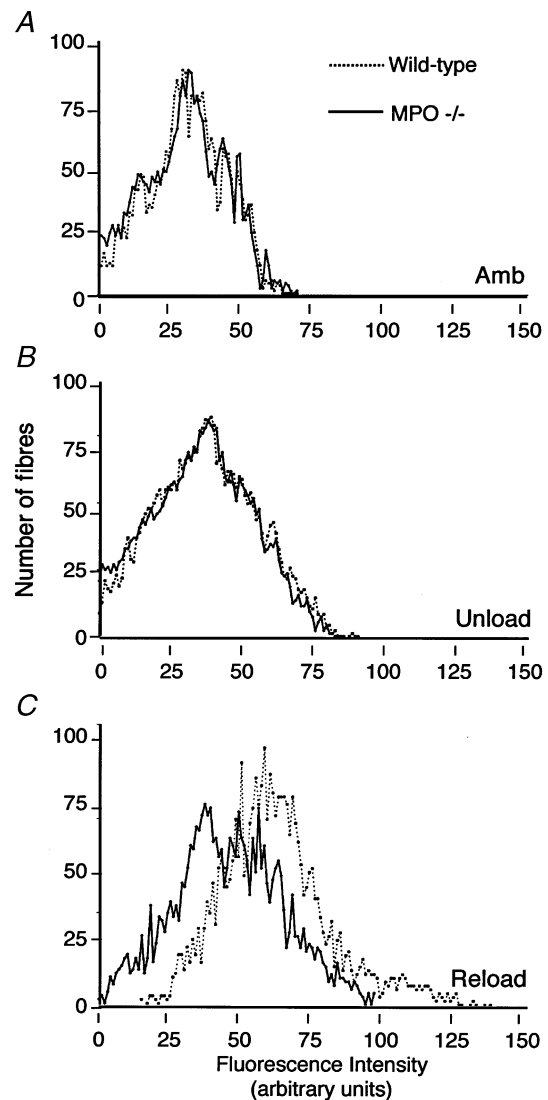 A
100
75
50
25
0
Wild-type
MPO -/-
Amb
0 25 50 75 100 125 150
B
100
75
50
25
0
Unload
0 25 50 75 100 125 150
Number of fibres
C
100
75
50
25
0
Reload
0 25 50 75 100 125 150
Fluorescence Intensity
(arbitrary units)